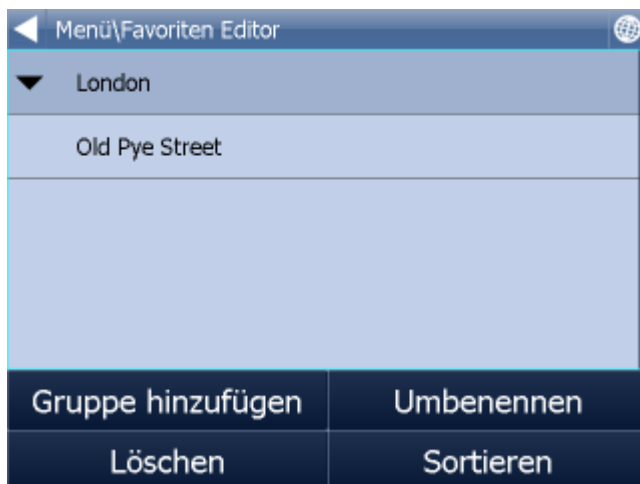 Menü\Favoriten Editor
London
Old Pye Street
Gruppe hinzufügen
Umbenennen
Löschen
Sortieren